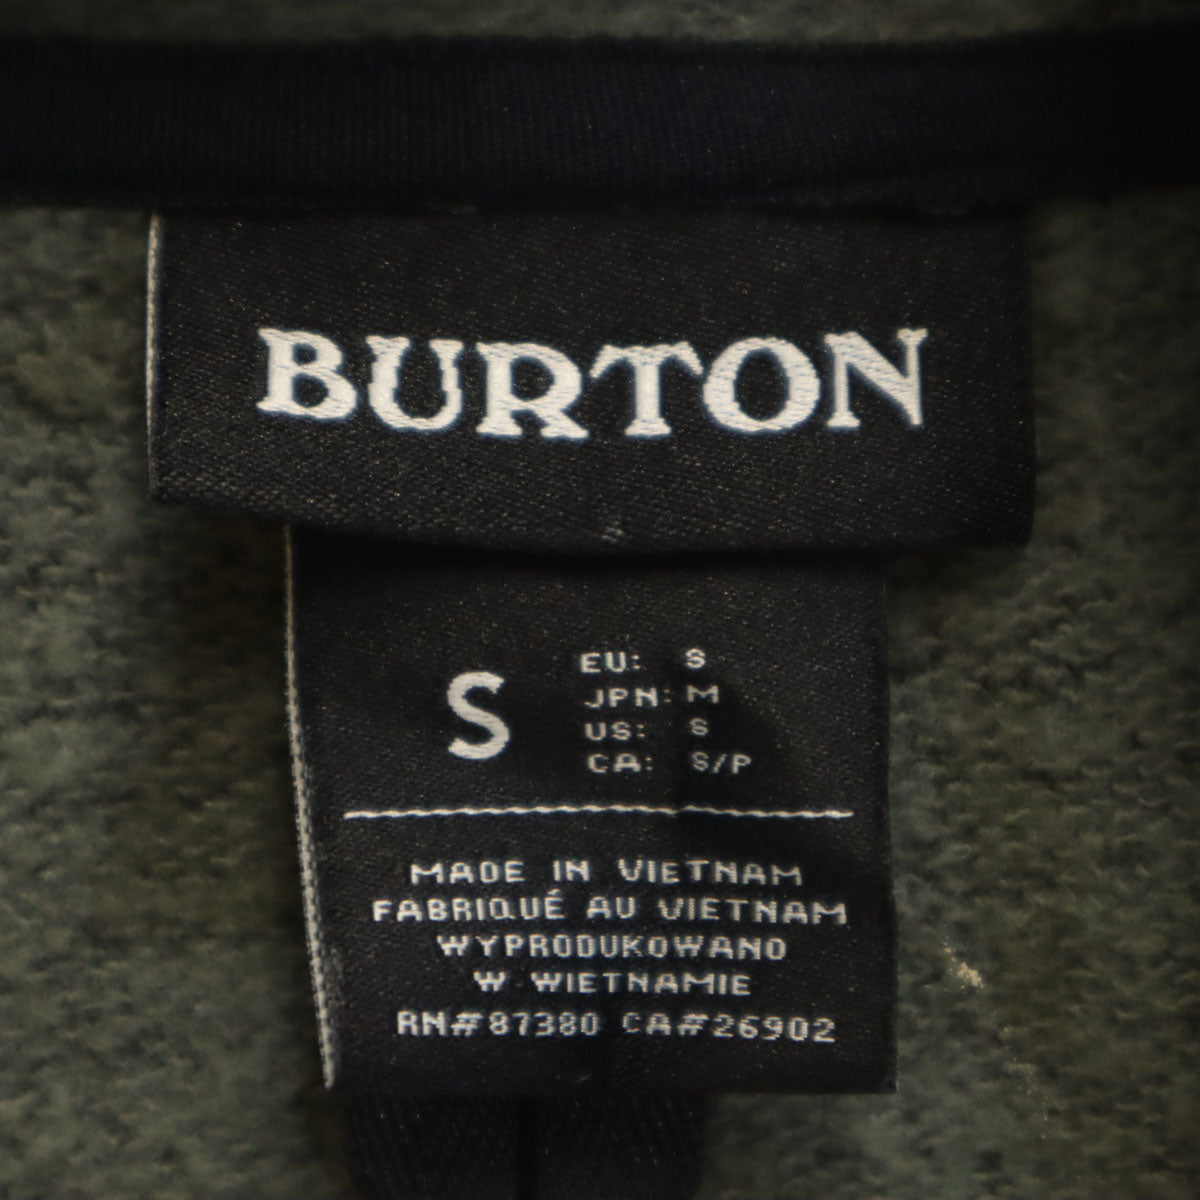 BURTON
S
EU: S
JPN: M
US: S
CA: S/P
MADE IN VIETNAM
FABRIQUÉ AU VIETNAM
WYPRODUKOWANO
W WIETNAMIE
RN#87380 CA#26902